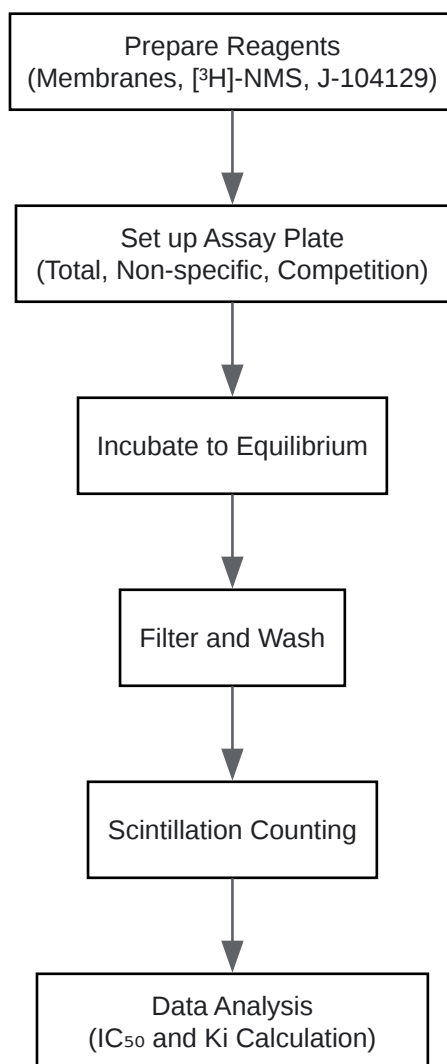 Prepare Reagents
(Membranes, [³H]-NMS, J-104129)
Set up Assay Plate
(Total, Non-specific, Competition)
Incubate to Equilibrium
Filter and Wash
Scintillation Counting
Data Analysis
(IC₅₀ and Ki Calculation)